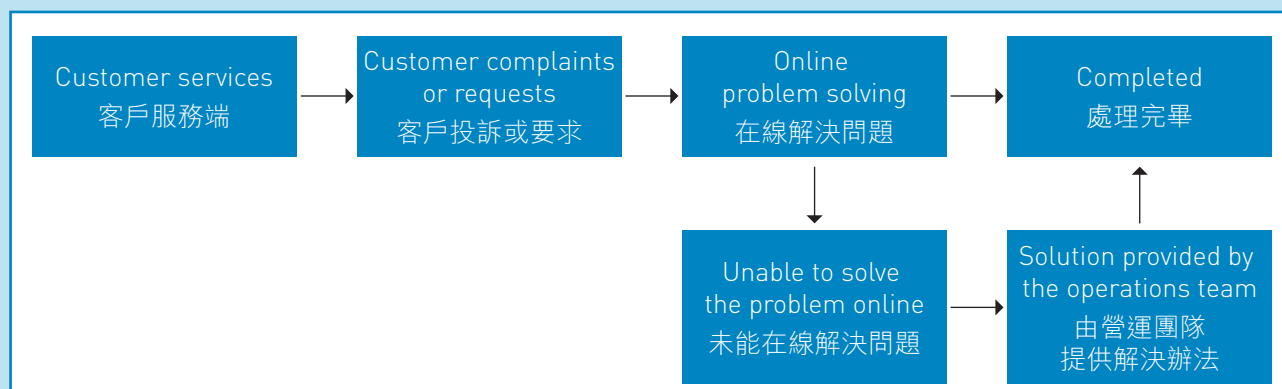 Customer services
客戶服務端
Customer complaints
or requests
客戶投訴或要求
Online
problem solving
在線解決問題
Completed
處理完畢
Unable to solve
the problem online
未能在線解決問題
Solution provided by
the operations team
由營運團隊
提供解決辦法